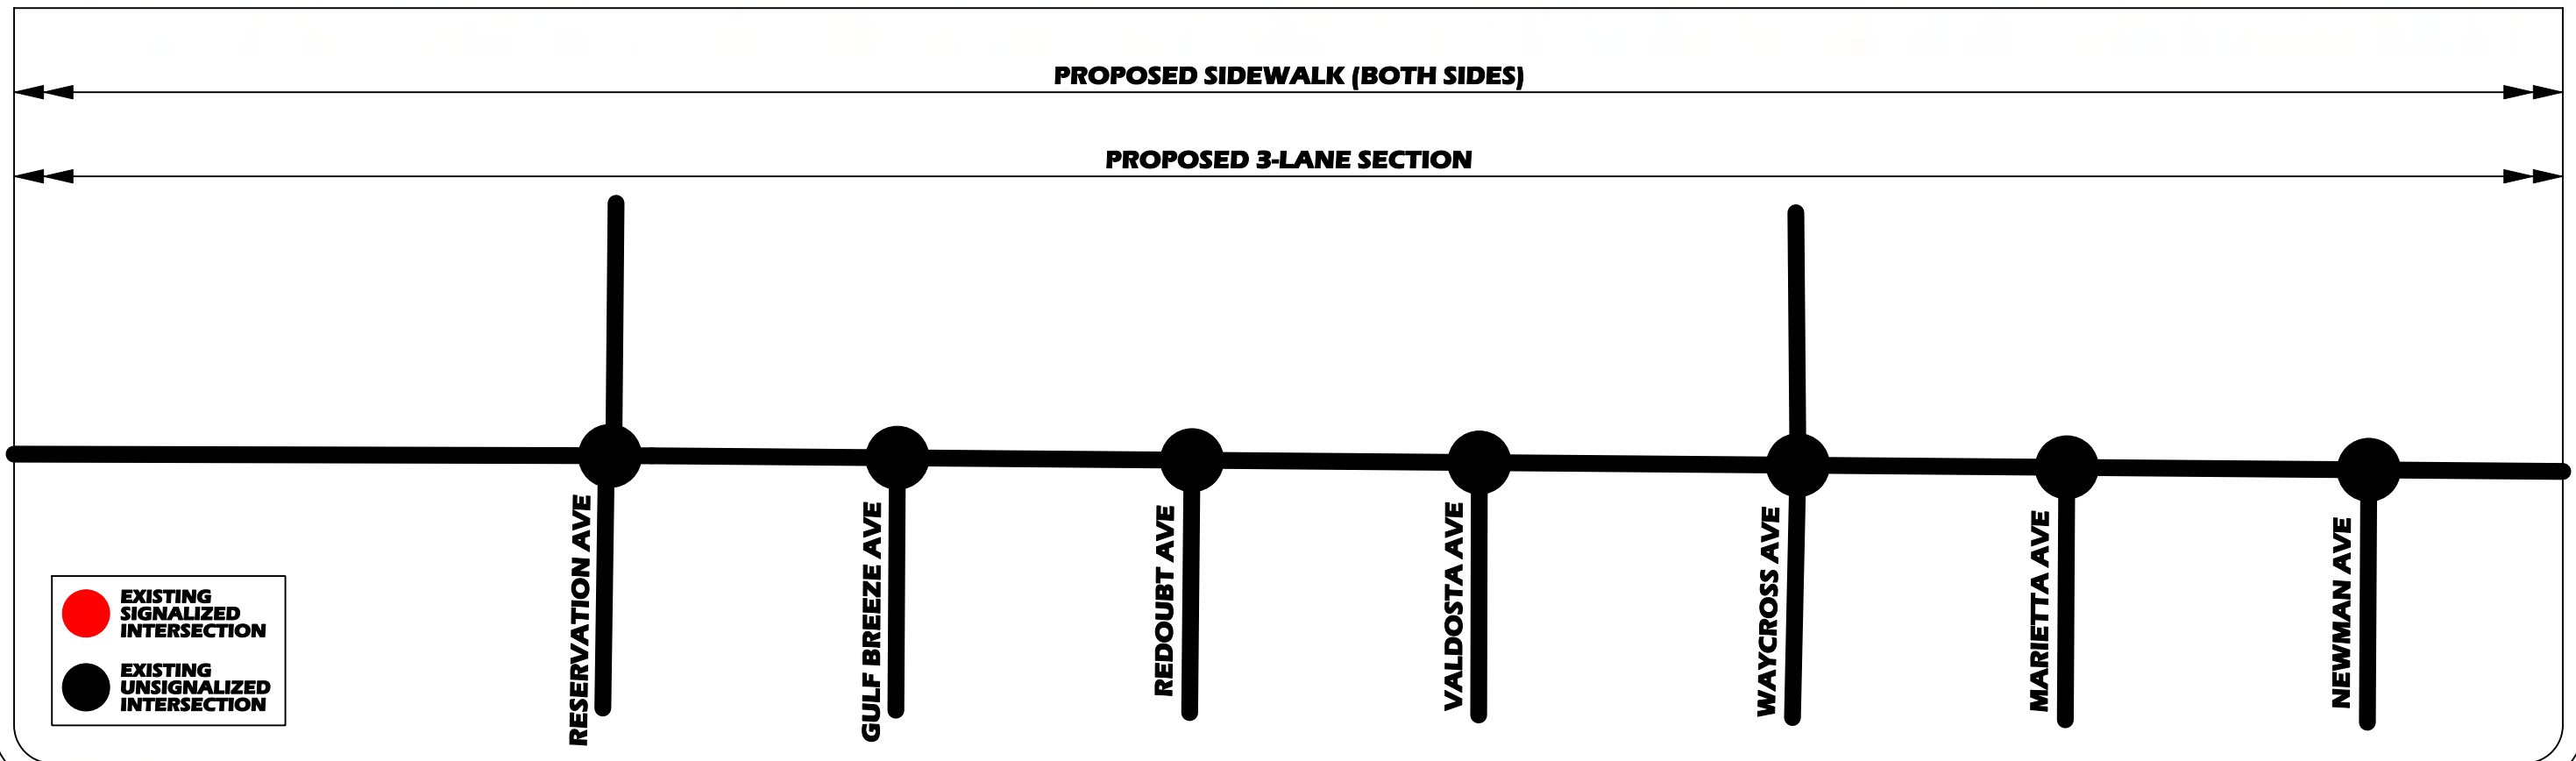 PROPOSED SIDEWALK (BOTH SIDES)
PROPOSED 3-LANE SECTION
RESERVATION AVE
GULF BREEZE AVE
REDOUBT AVE
VALDOSTA AVE
WAYCROSS AVE
MARIETTA AVE
NEWMAN AVE
EXISTING
SIGNALIZED
INTERSECTION
EXISTING
UNSIGNALIZED
INTERSECTION